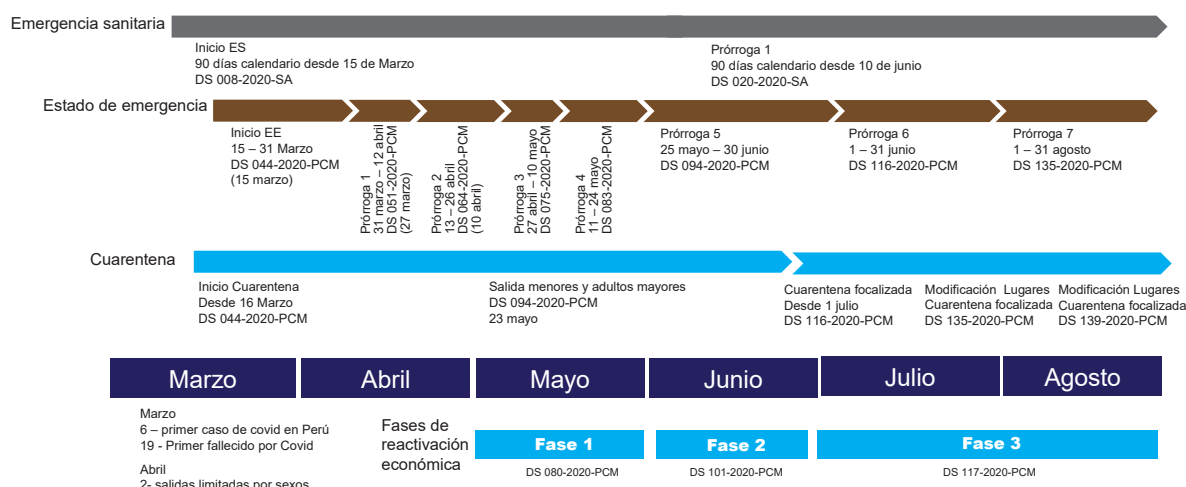 Emergencia sanitaria
Inicio ES
90 días calendario desde 15 de Marzo
DS 008-2020-SA
Prórroga 1
90 días calendario desde 10 de junio
DS 020-2020-SA
Estado de emergencia
Inicio EE
15 – 31 Marzo
DS 044-2020-PCM
(15 marzo)
Prórroga 1
31 marzo – 12 abril
DS 051-2020-PCM
(27 marzo)
Prórroga 2
13 – 26 abril
DS 064-2020-PCM
(10 abril)
Prórroga 3
27 abril – 10 mayo
DS 075-2020-PCM
Prórroga 4
11 – 24 mayo
DS 083-2020-PCM
Prórroga 5
25 mayo – 30 junio
DS 094-2020-PCM
Prórroga 6
1 – 31 junio
DS 116-2020-PCM
Prórroga 7
1 – 31 agosto
DS 135-2020-PCM
Cuarentena
Inicio Cuarentena
Desde 16 Marzo
DS 044-2020-PCM
Salida menores y adultos mayores
DS 094-2020-PCM
23 mayo
Cuarentena focalizada
Desde 1 julio
DS 116-2020-PCM
Modificación Lugares
Cuarentena focalizada
DS 135-2020-PCM
Modificación Lugares
Cuarentena focalizada
DS 139-2020-PCM
Marzo
Abril
Mayo
Junio
Julio
Agosto
Marzo
6 – primer caso de covid en Perú
19 - Primer fallecido por Covid
Abril
2- salidas limitadas por sexos
Fases de
reactivación
económica
Fase 1
DS 080-2020-PCM
Fase 2
DS 101-2020-PCM
Fase 3
DS 117-2020-PCM